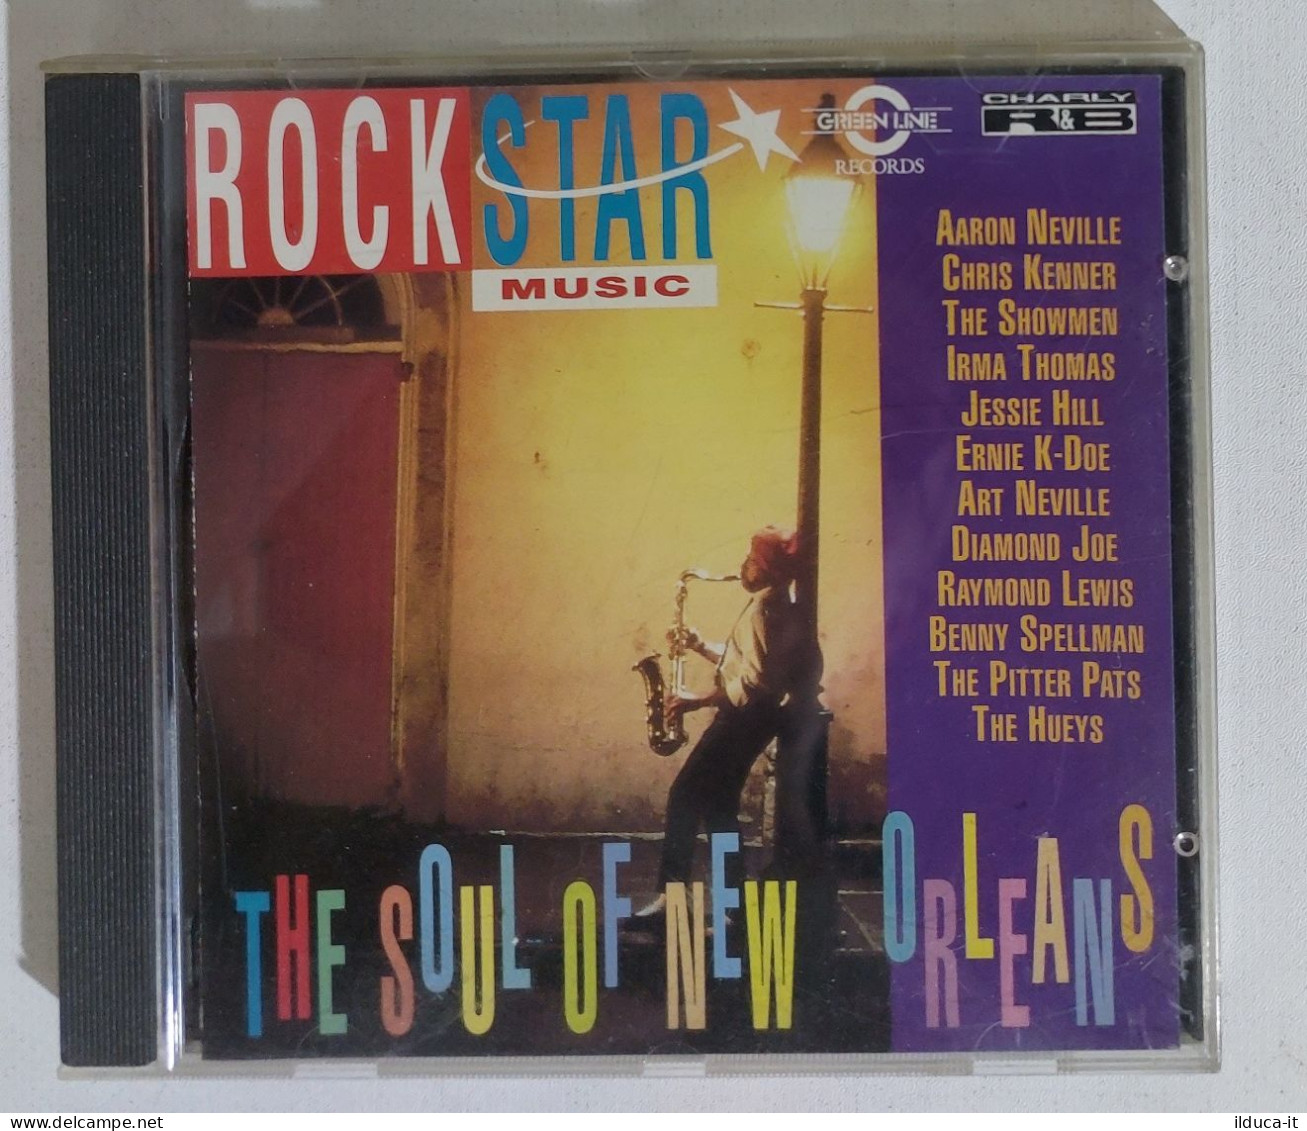 ROCK STAR
MUSIC
GREEN LINE
RECORDS
CHARLY
R&B
AARON NEVILLE
CHRIS KENNER
THE SHOWMEN
IRMA THOMAS
JESSIE HILL
ERNIE K-DOE
ART NEVILLE
DIAMOND JOE
RAYMOND LEWIS
BENNY SPELLMAN
THE PITTER PATS
THE HUEYS
THE SOUL OF NEW ORLEANS
www.delcampe.net
ilduca-it